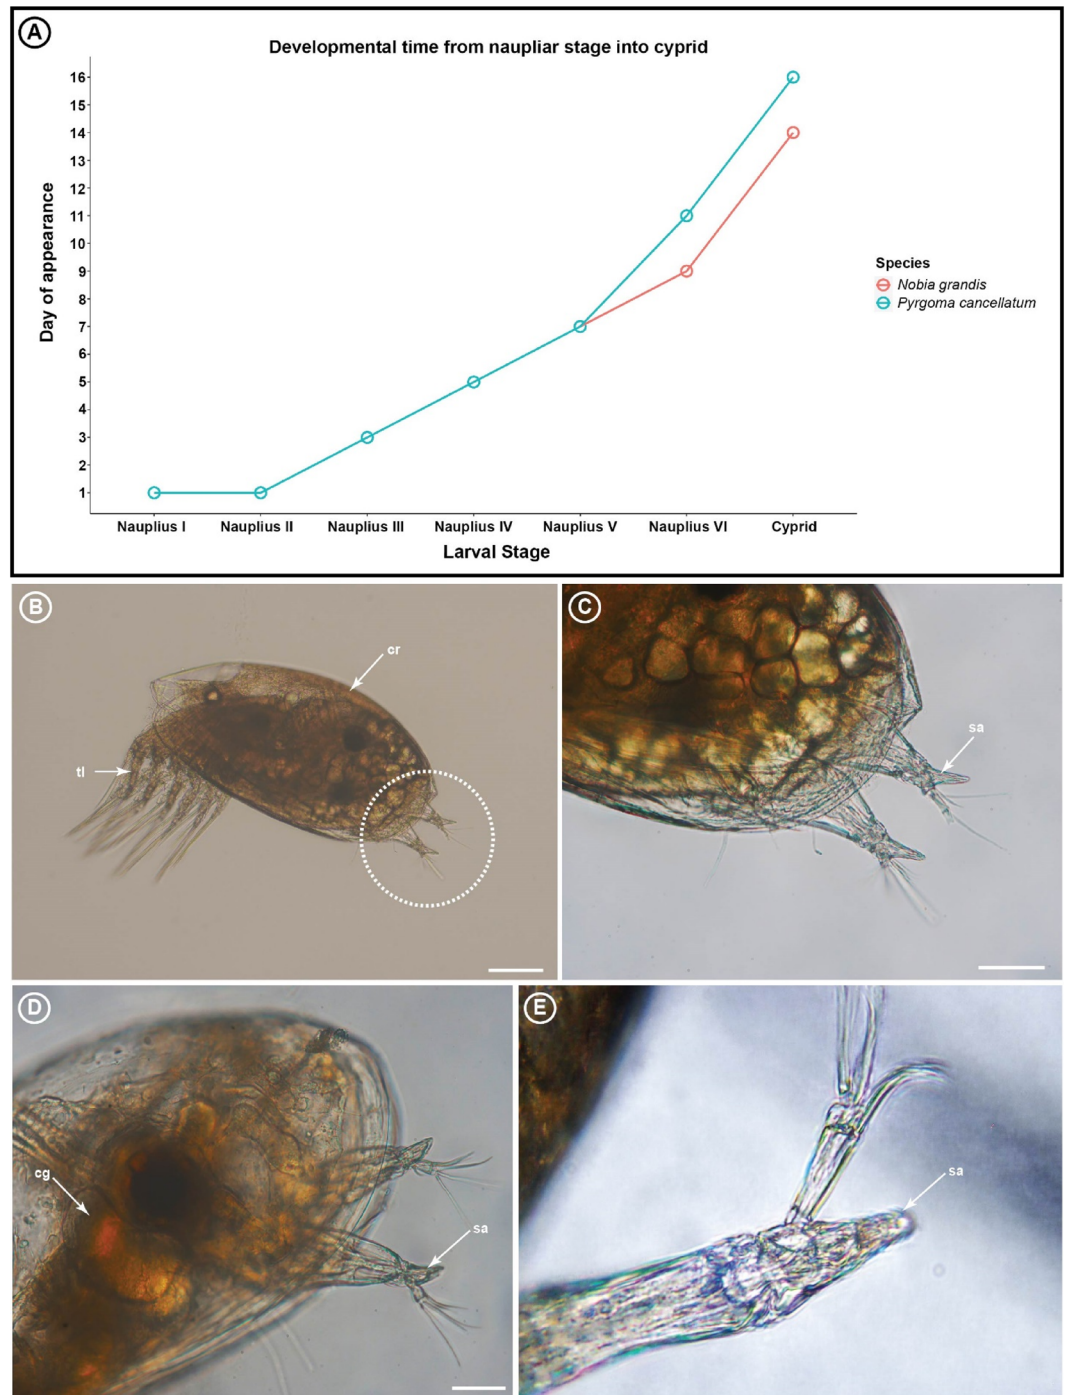 A
Developmental time from naupliar stage into cyprid
16
15
14
13
12
11
10
9
8
7
6
5
4
3
2
1
Day of appearance
Nauplius I Nauplius II Nauplius III Nauplius IV Nauplius V Nauplius VI Cyprid
Larval Stage
Species
Nobia grandis
Pyrgoma cancellatum
B
cr
tl
C
sa
D
cg
sa
E
sa